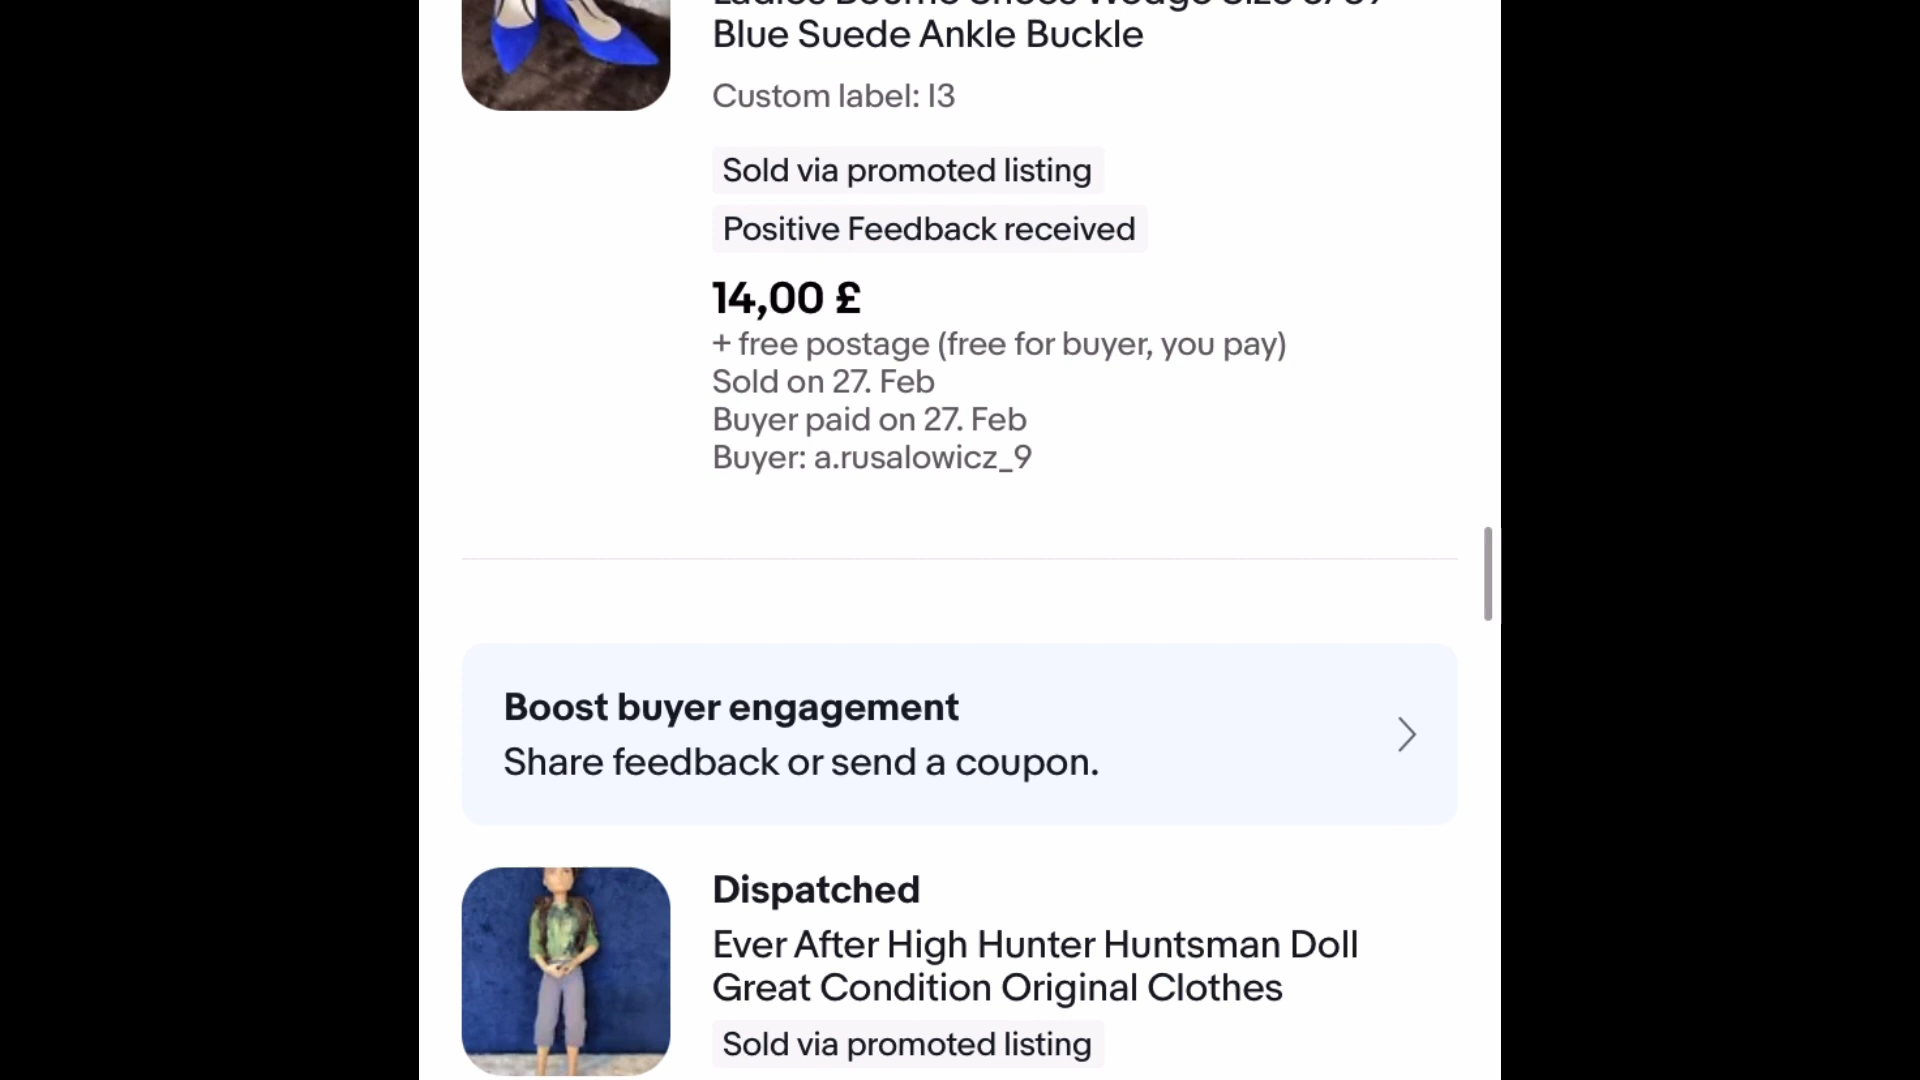 Blue Suede Ankle Buckle
Custom label: I3
Sold via promoted listing
Positive Feedback received
14,00 £
+ free postage (free for buyer, you pay)
Sold on 27. Feb
Buyer paid on 27. Feb
Buyer: a.rusalowicz_9
Boost buyer engagement
Share feedback or send a coupon.
Dispatched
Ever After High Hunter Huntsman Doll
Great Condition Original Clothes
Sold via promoted listing